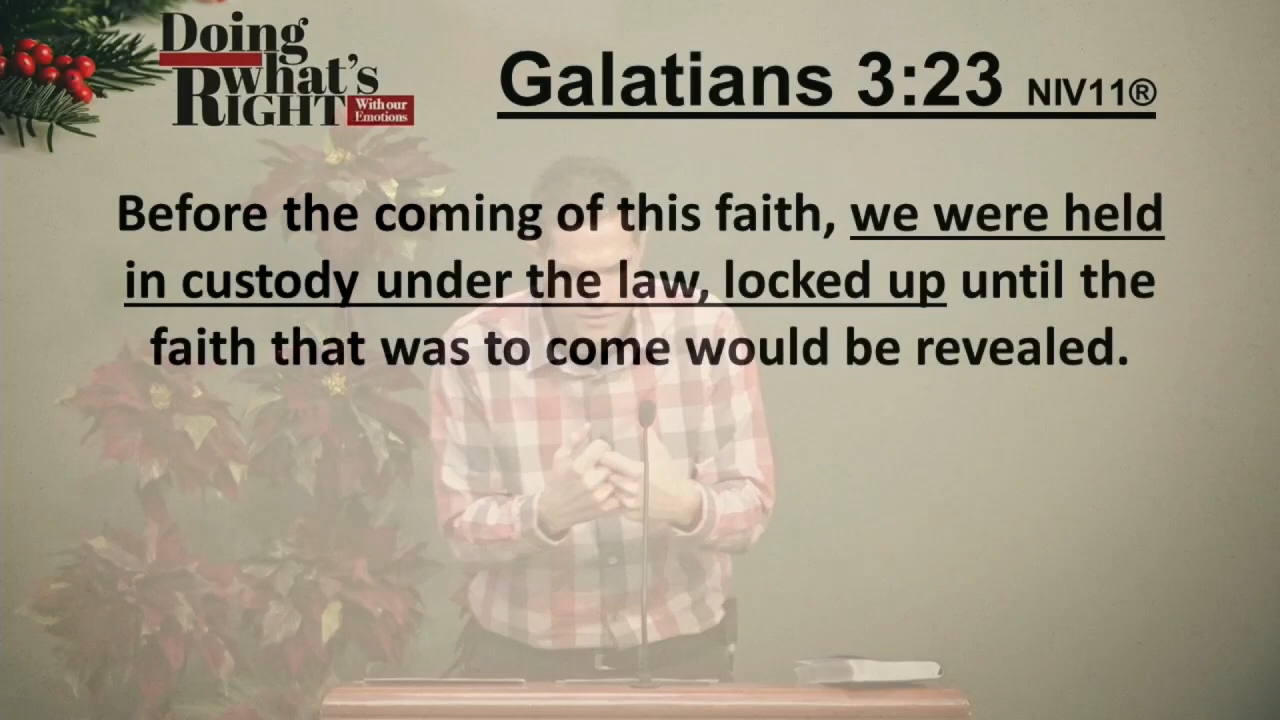 Doing
what's
RIGHT
With our
Emotions
Galatians 3:23 NIV11®
Before the coming of this faith, we were held
in custody under the law, locked up until the
faith that was to come would be revealed.